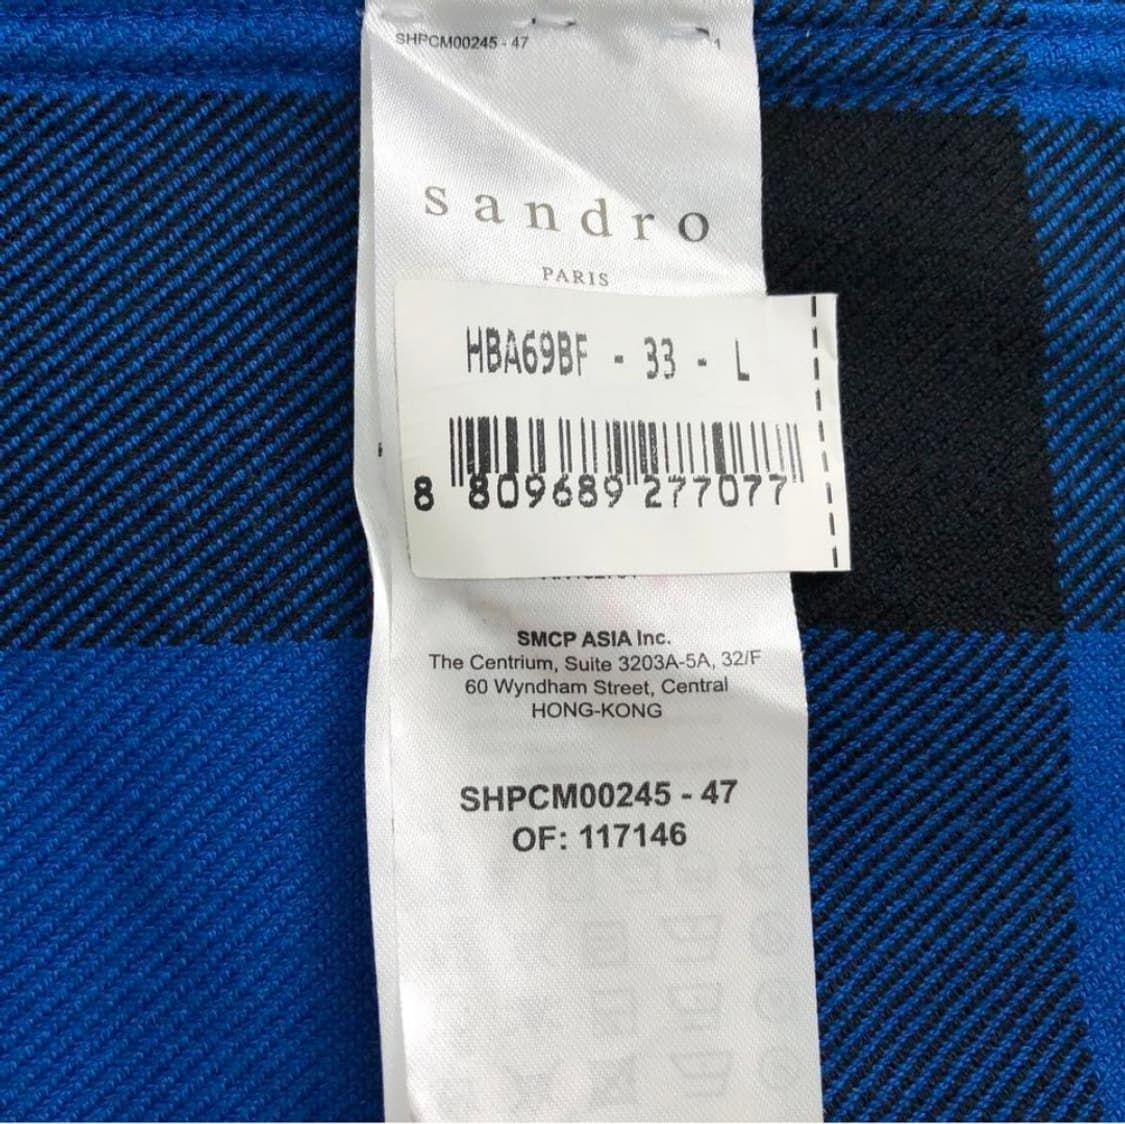 SHPCM00245 - 47
1
sandro
PARIS
HBA69BF - 33 - L
8 809689 277077
SMCP ASIA Inc.
The Centrium, Suite 3203A-5A, 32/F
60 Wyndham Street, Central
HONG-KONG
SHPCM00245 - 47
OF: 117146